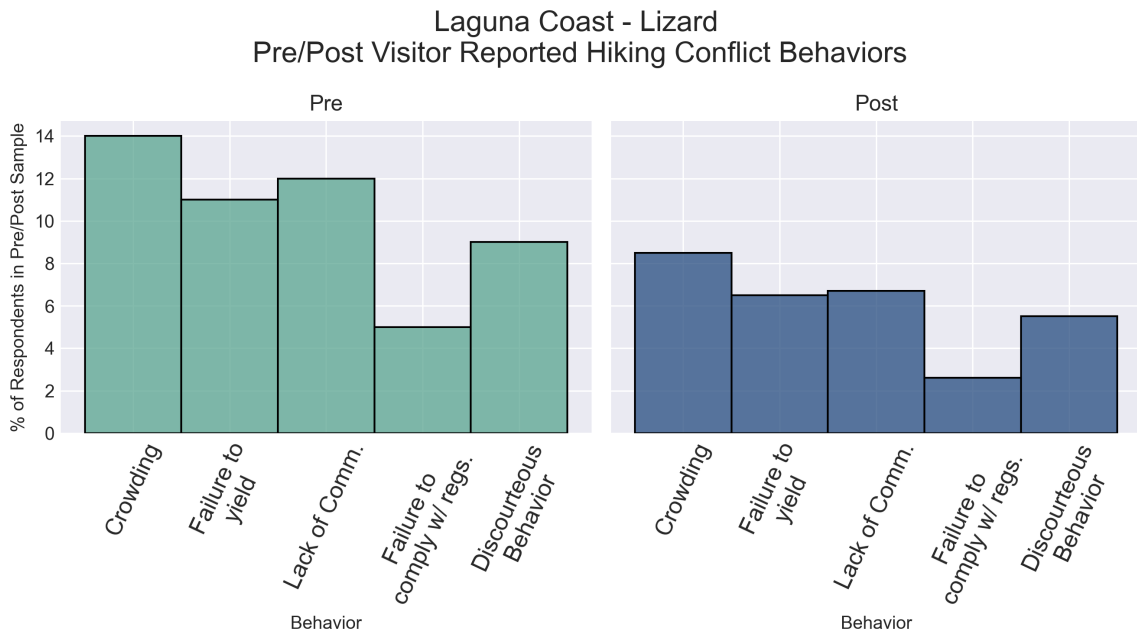 Laguna Coast - Lizard
Pre/Post Visitor Reported Hiking Conflict Behaviors
Pre
Post
% of Respondents in Pre/Post Sample
14
12
10
8
6
4
2
0
Crowding
Failure to
yield
Lack of Comm.
Failure to
comply w/ regs.
Discourteous
Behavior
Behavior
Crowding
Failure to
yield
Lack of Comm.
Failure to
comply w/ regs.
Discourteous
Behavior
Behavior